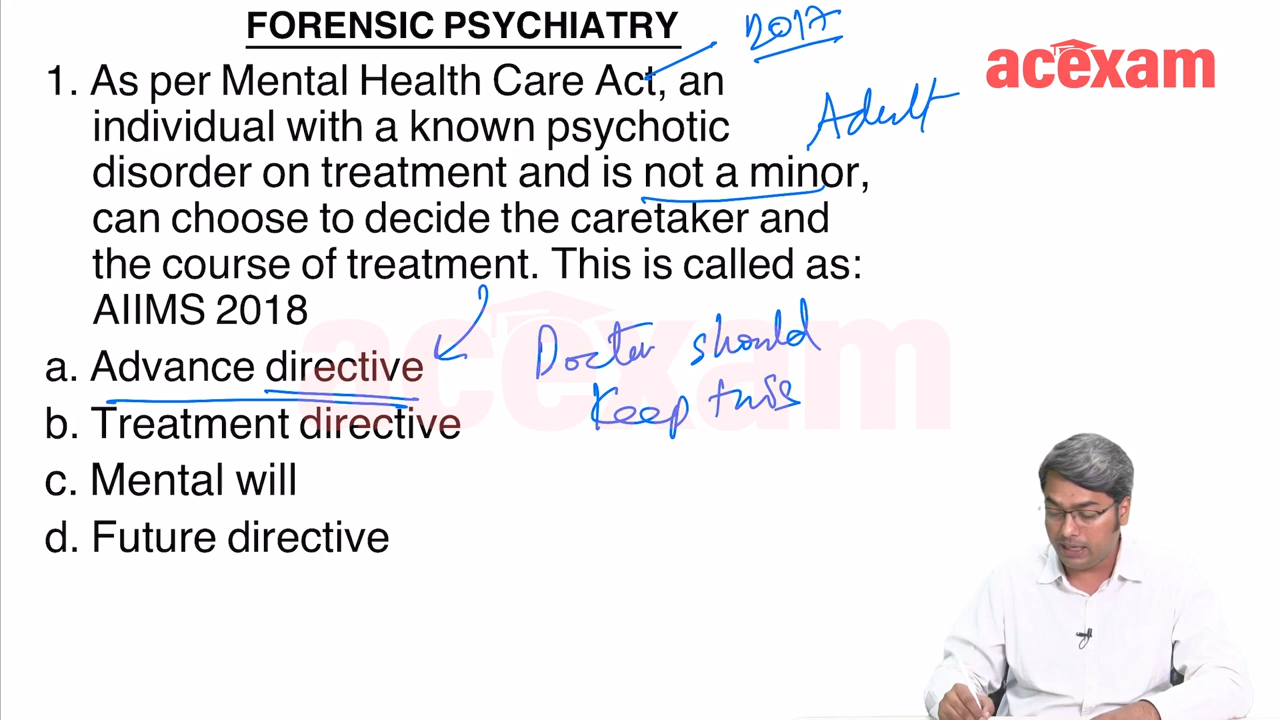 FORENSIC PSYCHIATRY
2017
acexam
1. As per Mental Health Care Act, an
individual with a known psychotic
Adult
disorder on treatment and is not a minor,
can choose to decide the caretaker and
the course of treatment. This is called as:
AIIMS 2018
a. Advance directive
Doctor should
Keep this
b. Treatment directive
c. Mental will
d. Future directive
acexam